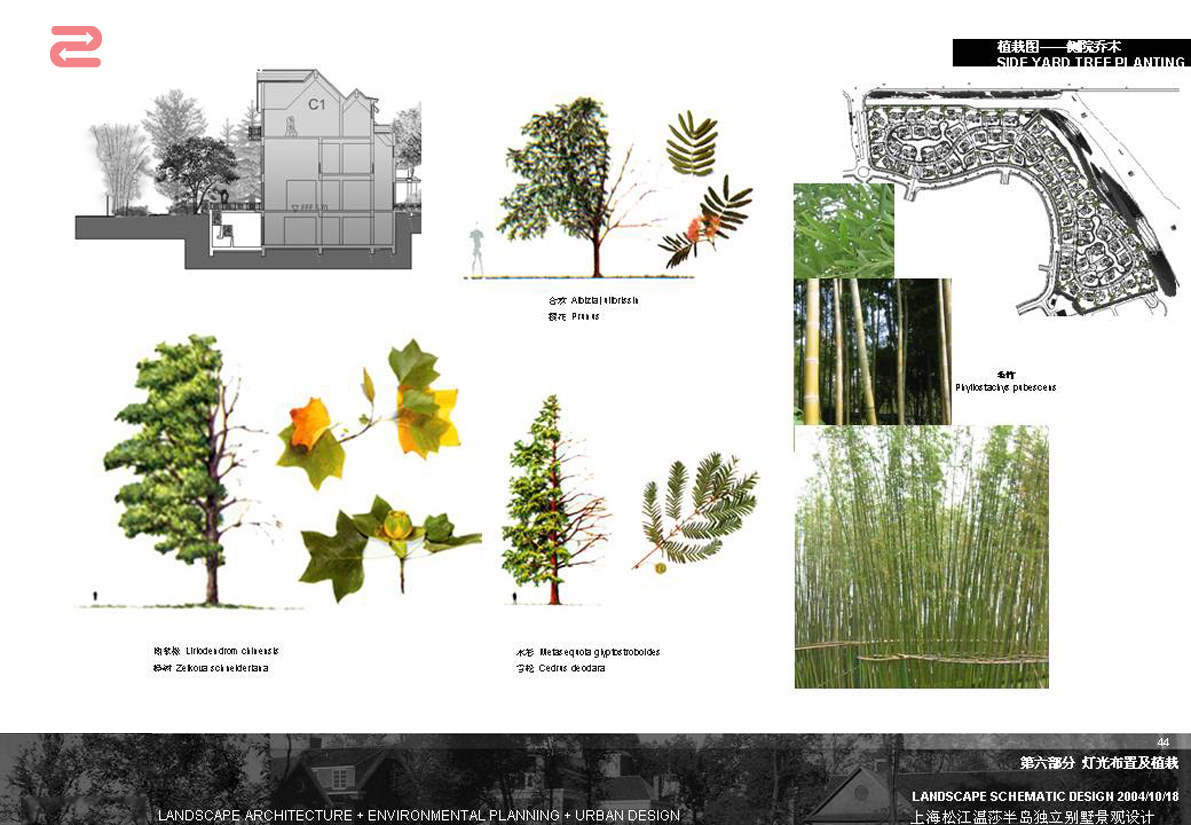 植栽图——侧院乔木
SIDE YARD TREE PLANTING
C1
合欢 Albizia julibrissin
樱花 Prunus
毛竹
Phyllostachys pubescens
鹅掌楸 Liriodendrom chinensis
榉树 Zelkoua schneideriana
水杉 Metasequoia glyptostroboides
雪松 Cedrus deodara
44
第六部分 灯光布置及植栽
LANDSCAPE SCHEMATIC DESIGN 2004/10/18
LANDSCAPE ARCHITECTURE + ENVIRONMENTAL PLANNING + URBAN DESIGN
上海松江温莎半岛独立别墅景观设计